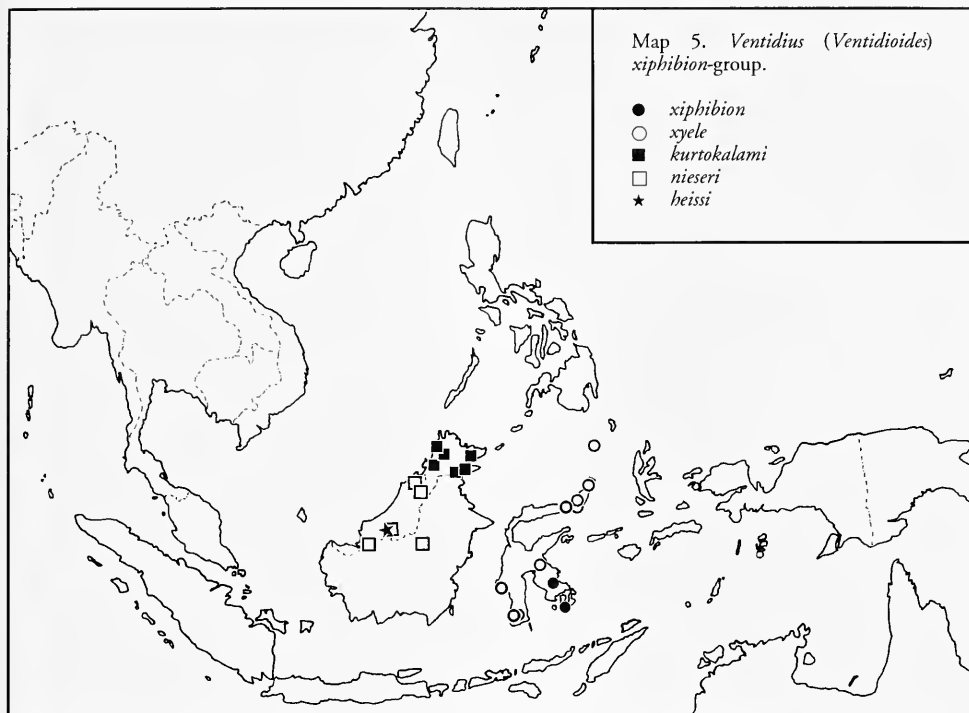 Map 5. Ventidius (Ventidioides)
xiphibion-group.
xiphibion
xyele
kurtokalami
nieseri
heissi